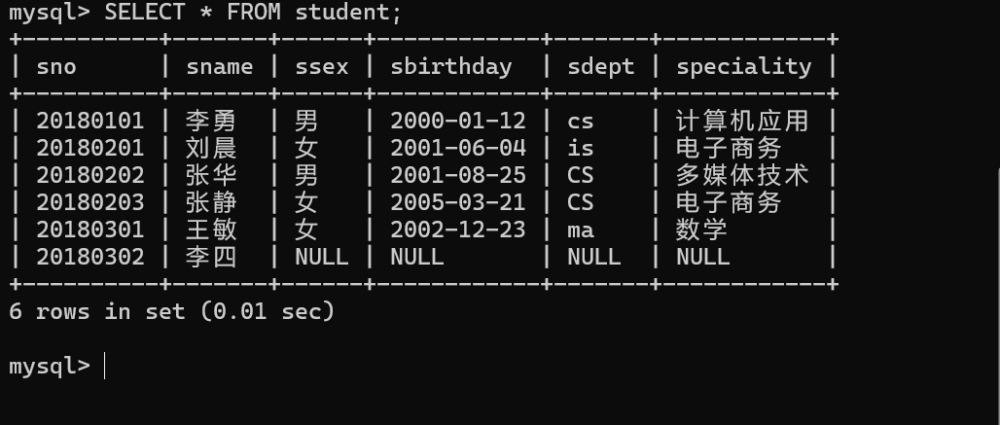 mysql> SELECT * FROM student;
+----------+-------+------+------------+-------+------------+
| sno      | sname | ssex | sbirthday  | sdept | speciality |
+----------+-------+------+------------+-------+------------+
| 20180101 | 李勇  | 男   | 2000-01-12 | cs    | 计算机应用 |
| 20180201 | 刘晨  | 女   | 2001-06-04 | is    | 电子商务   |
| 20180202 | 张华  | 男   | 2001-08-25 | CS    | 多媒体技术 |
| 20180203 | 张静  | 女   | 2005-03-21 | CS    | 电子商务   |
| 20180301 | 王敏  | 女   | 2002-12-23 | ma    | 数学       |
| 20180302 | 李四  | NULL | NULL       | NULL  | NULL       |
+----------+-------+------+------------+-------+------------+
6 rows in set (0.01 sec)
mysql>